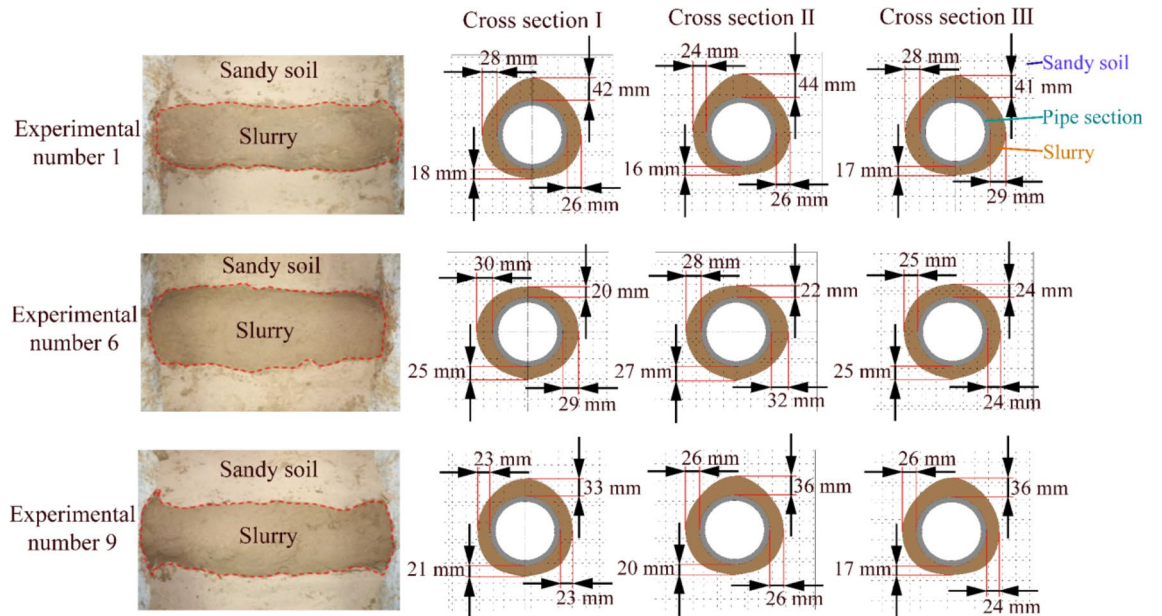 Cross section I
Cross section II
Cross section III
Experimental
number 1
Sandy soil
Slurry
28 mm
42 mm
18 mm
26 mm
24 mm
44 mm
16 mm
26 mm
28 mm
41 mm
17 mm
29 mm
Sandy soil
Pipe section
Slurry
Experimental
number 6
Sandy soil
Slurry
30 mm
20 mm
25 mm
29 mm
28 mm
22 mm
27 mm
32 mm
25 mm
24 mm
25 mm
24 mm
Experimental
number 9
Sandy soil
Slurry
23 mm
33 mm
21 mm
23 mm
26 mm
36 mm
20 mm
26 mm
26 mm
36 mm
17 mm
24 mm